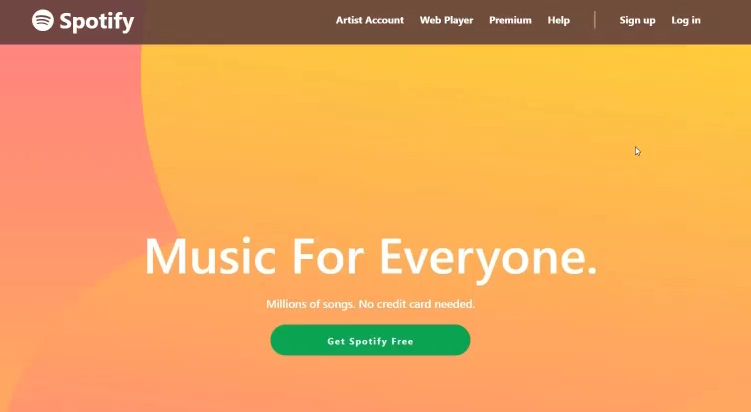 Spotify Artist Account Web Player Premium Help Sign up Log in
Music For Everyone.
Millions of songs. No credit card needed.
Get Spotify Free